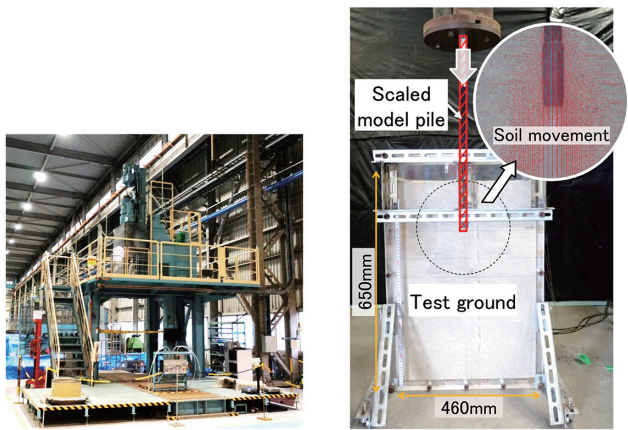 Scaled
model pile
Soil movement
Test ground
650mm
460mm